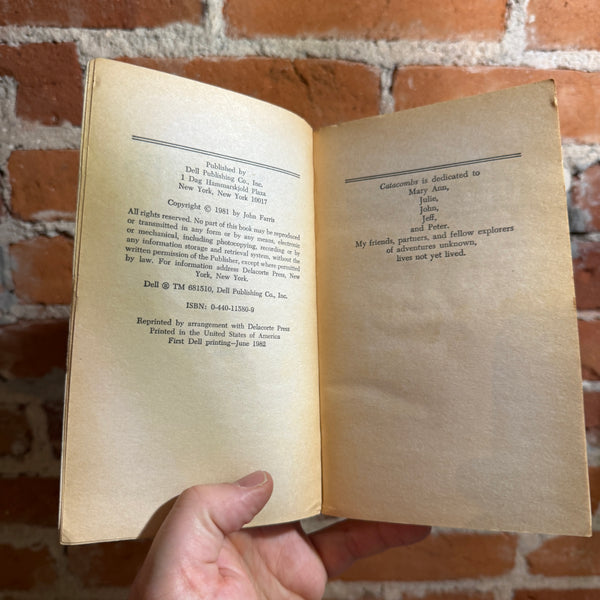 Published by
Dell Publishing Co., Inc.
1 Dag Hammarskjold Plaza
New York, New York 10017
Copyright © 1981 by John Farris
All rights reserved. No part of this book may be reproduced
or transmitted in any form or by any means, electronic
or mechanical, including photocopying, recording or by
any information storage and retrieval system, without the
written permission of the Publisher, except where permitted
by law. For information address Delacorte Press, New
York, New York.
Dell ® TM 681510, Dell Publishing Co., Inc.
ISBN: 0-440-11580-9
Reprinted by arrangement with Delacorte Press
Printed in the United States of America
First Dell printing—June 1982
Catacombs is dedicated to
Mary Ann,
Julie,
John,
Jeff,
and Peter.
My friends, partners, and fellow explorers
of adventures unknown,
lives not yet lived.